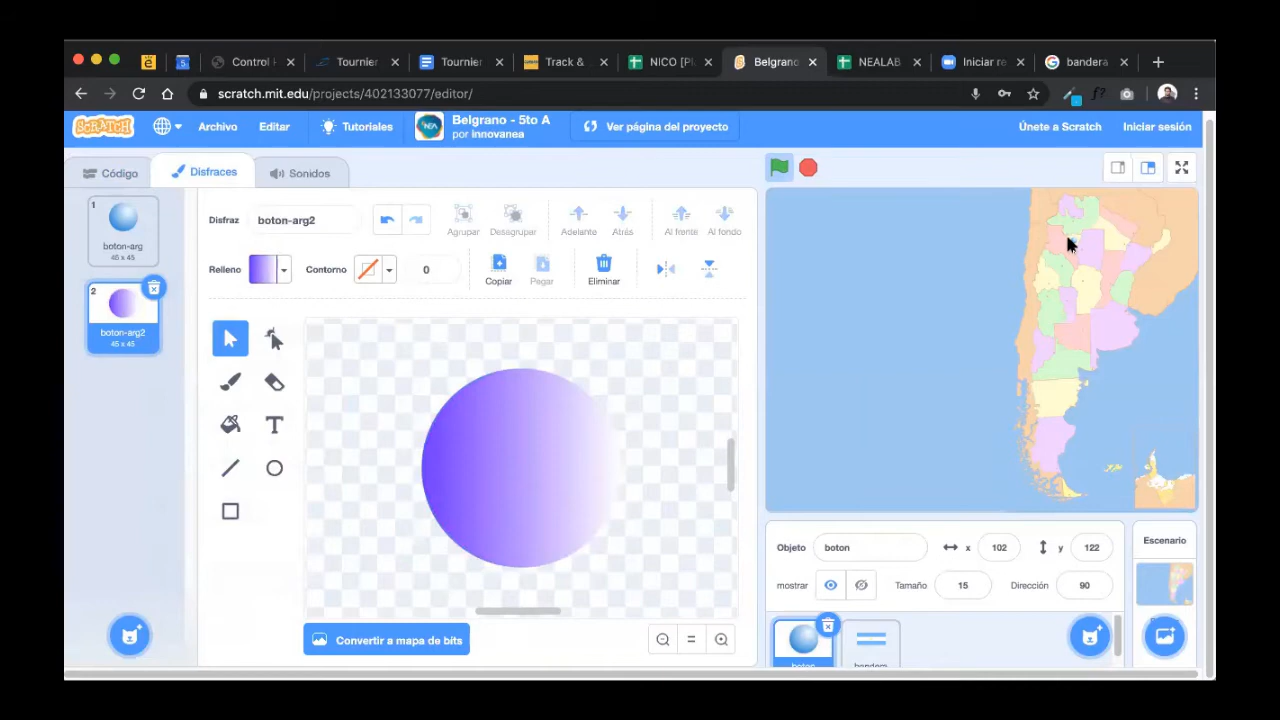 Control
Tournier
Tournier
Track &
NICO [P
Belgrano
NEALAB
Iniciar re
bandera
scratch.mit.edu/projects/402133077/editor/
f?
SCRATCH
Archivo
Editar
Tutoriales
Belgrano - 5to A
por innovanea
Ver página del proyecto
Únete a Scratch
Iniciar sesión
Código
Disfraces
Sonidos
1
boton-arg
45 x 45
2
boton-arg2
45 x 45
Disfraz
boton-arg2
Agrupar
Desagrupar
Adelante
Atrás
Al frente
Al fondo
Relleno
Contorno
0
Copiar
Pegar
Eliminar
T
Convertir a mapa de bits
Objeto
boton
x
102
y
122
mostrar
Tamaño
15
Dirección
90
Escenario
boton
bandera